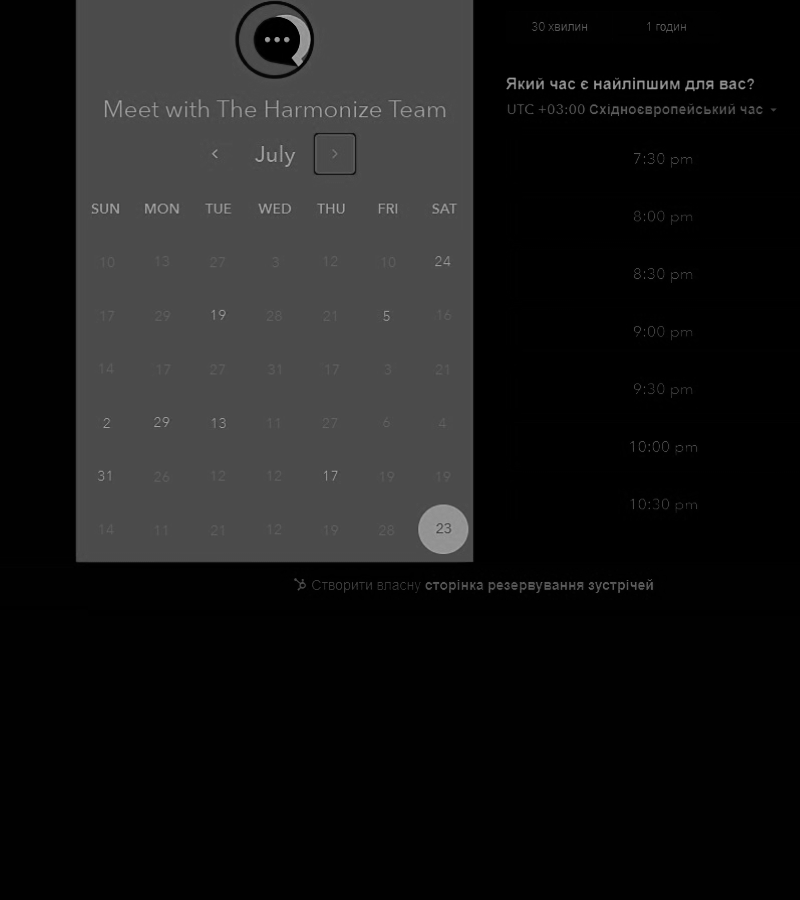 30 хвилин 1 годин
Який час є найліпшим для вас?
UTC +03:00 Східноєвропейський час
Meet with The Harmonize Team
July
SUN MON TUE WED THU FRI SAT
10 13 27 3 12 10 24
17 29 19 28 21 5 16
14 17 27 31 17 3 21
2 29 13 11 27 6 4
31 26 12 12 17 19 19
14 11 21 12 19 28 23
7:30 pm
8:00 pm
8:30 pm
9:00 pm
9:30 pm
10:00 pm
10:30 pm
Створити власну сторінка резервування зустрічей